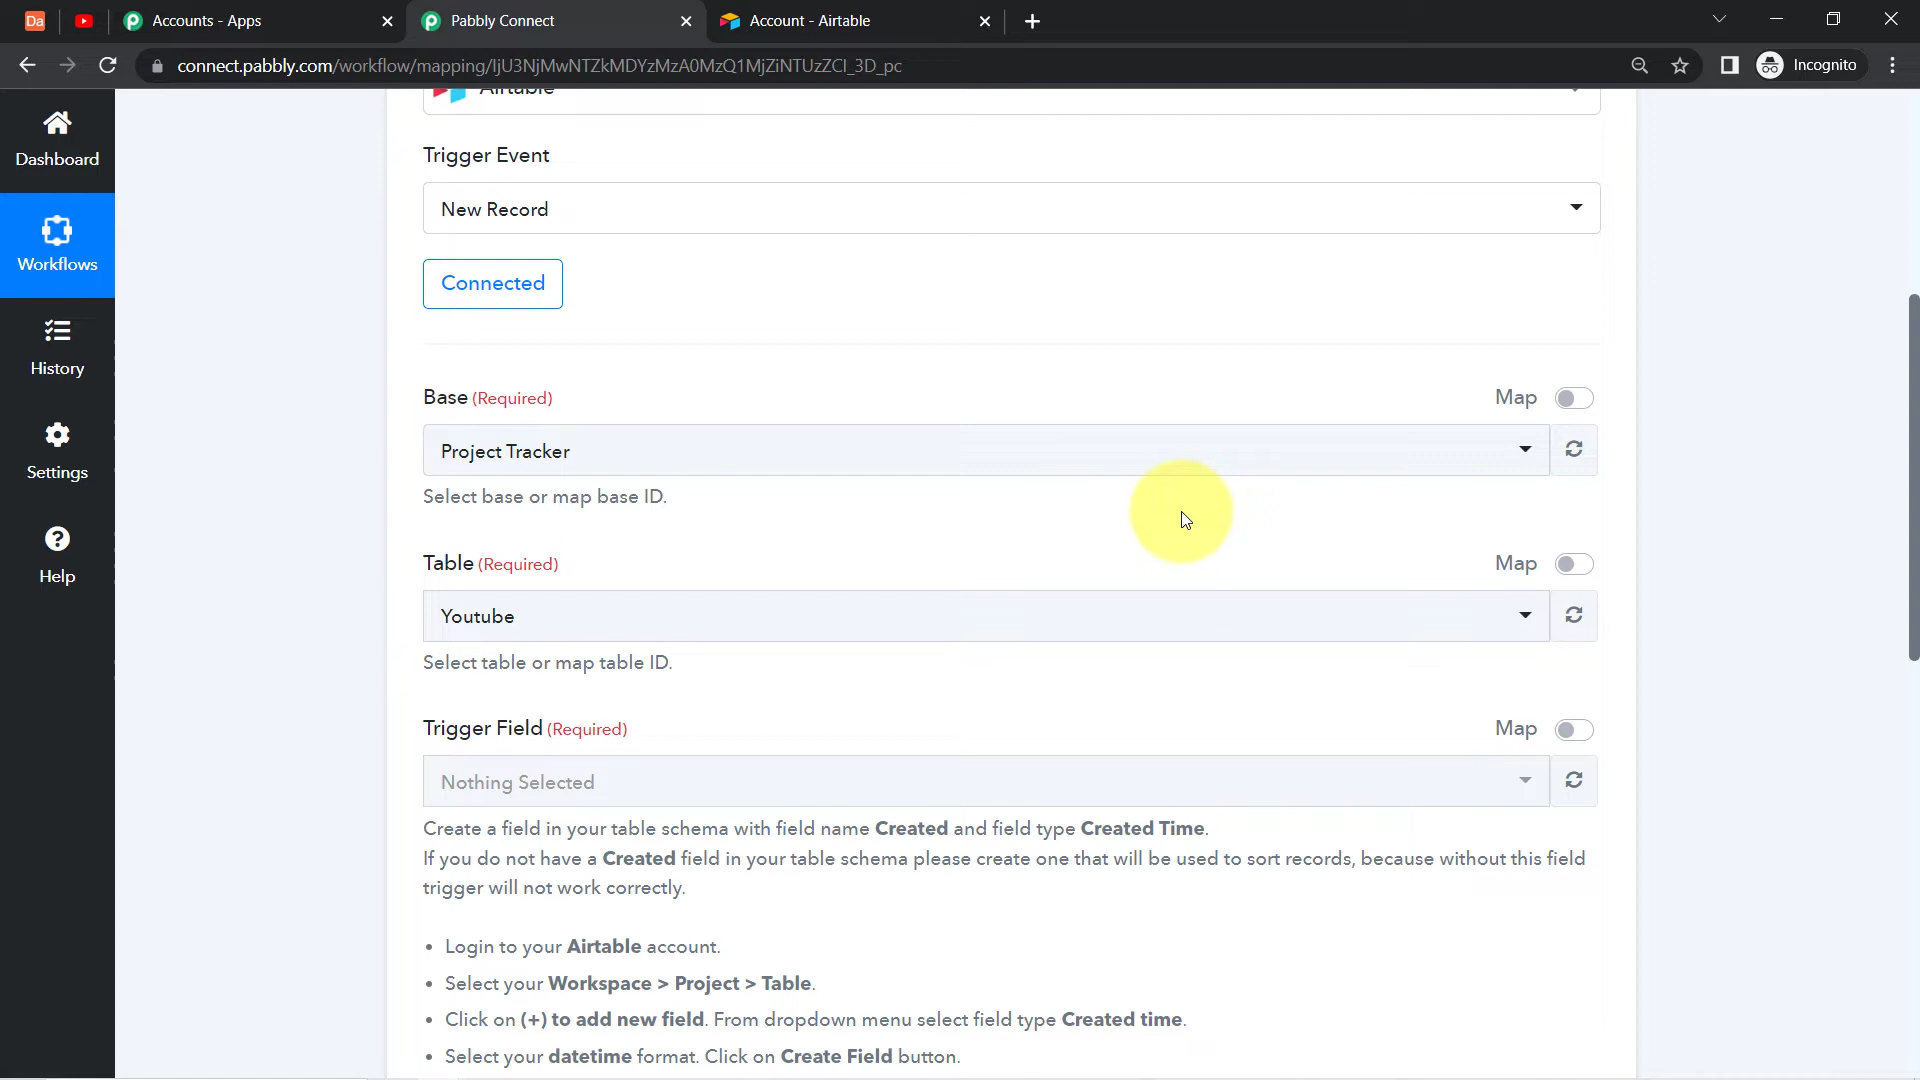 Da
Accounts - Apps
Pabbly Connect
Account - Airtable
connect.pabbly.com/workflow/mapping/IjU3NjMwNTZkMDYzMzA0MzQ1MjZiNTUzZCI_3D_pc
Incognito
Dashboard
Workflows
History
Settings
Help
Airtable
Trigger Event
New Record
Connected
Base (Required)
Map
Project Tracker
Select base or map base ID.
Table (Required)
Map
Youtube
Select table or map table ID.
Trigger Field (Required)
Map
Nothing Selected
Create a field in your table schema with field name Created and field type Created Time.
If you do not have a Created field in your table schema please create one that will be used to sort records, because without this field
trigger will not work correctly.
• Login to your Airtable account.
• Select your Workspace > Project > Table.
• Click on (+) to add new field. From dropdown menu select field type Created time.
• Select your datetime format. Click on Create Field button.